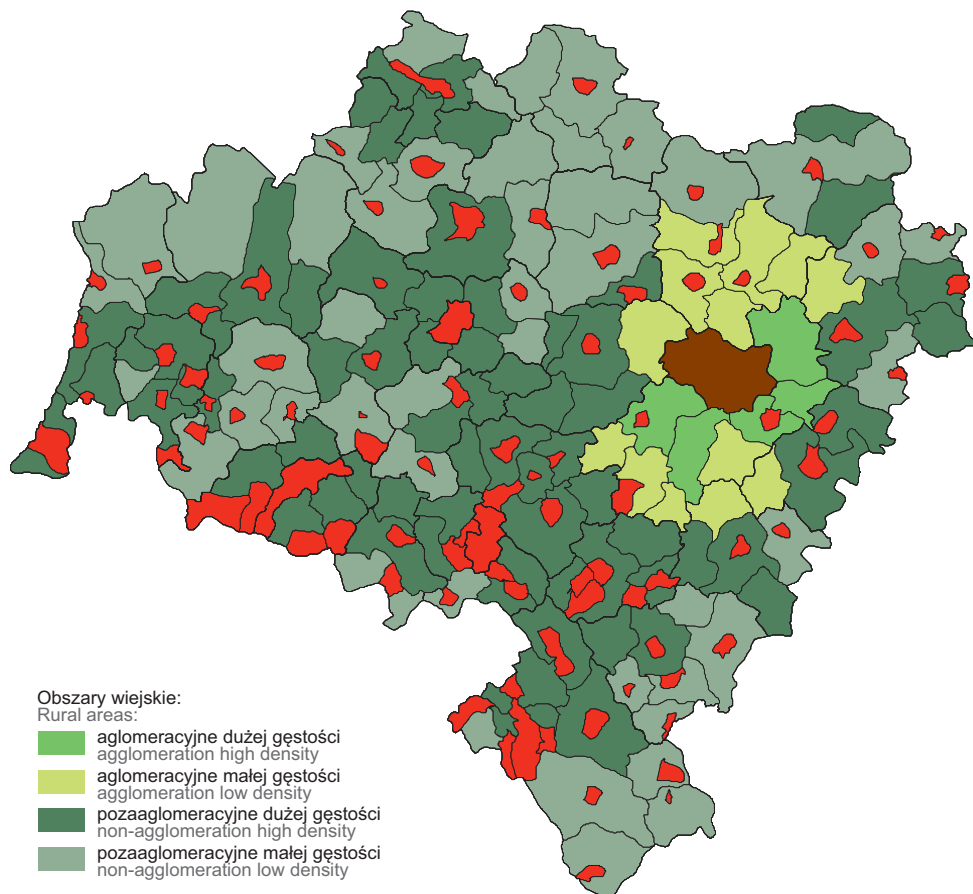 Obszary wiejskie:
Rural areas:
aglomeracyjne dużej gęstości
agglomeration high density
aglomeracyjne małej gęstości
agglomeration low density
pozaaglomeracyjne dużej gęstości
non-agglomeration high density
pozaaglomeracyjne małej gęstości
non-agglomeration low density